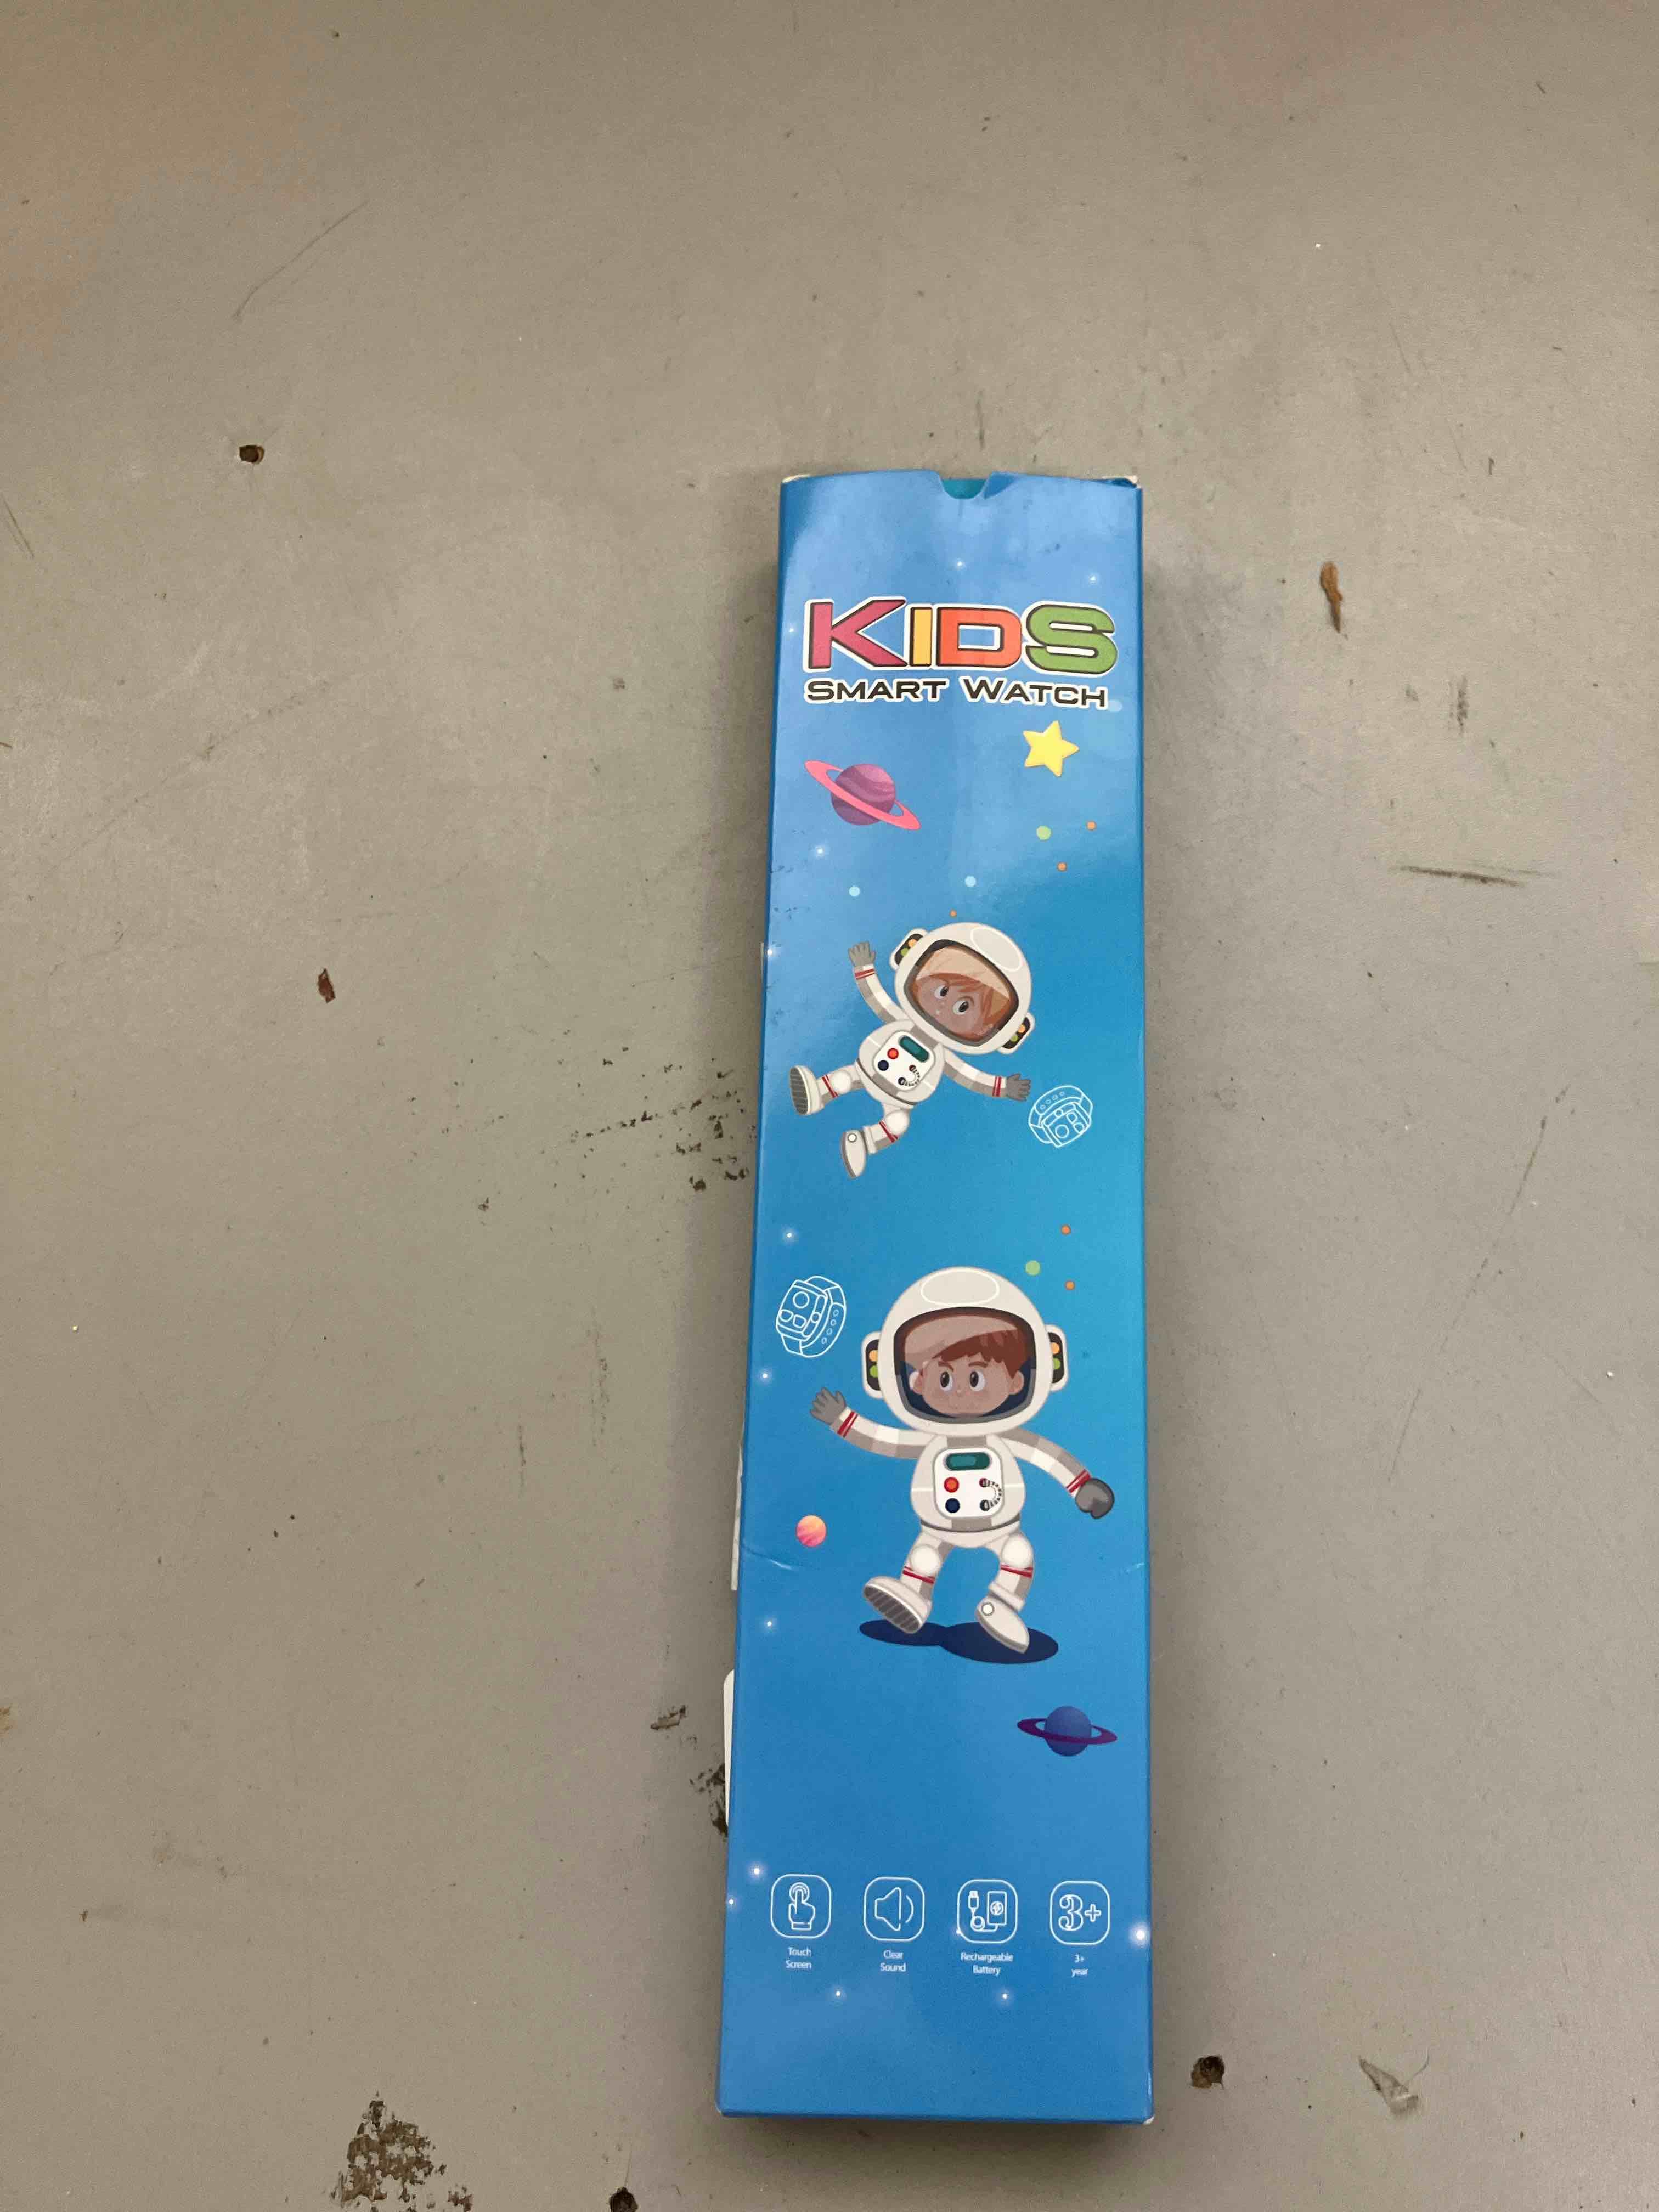 KIDS
SMART WATCH
3+
Touch
Screen
Clear
Sound
Rechargeable
Battery
3+
year